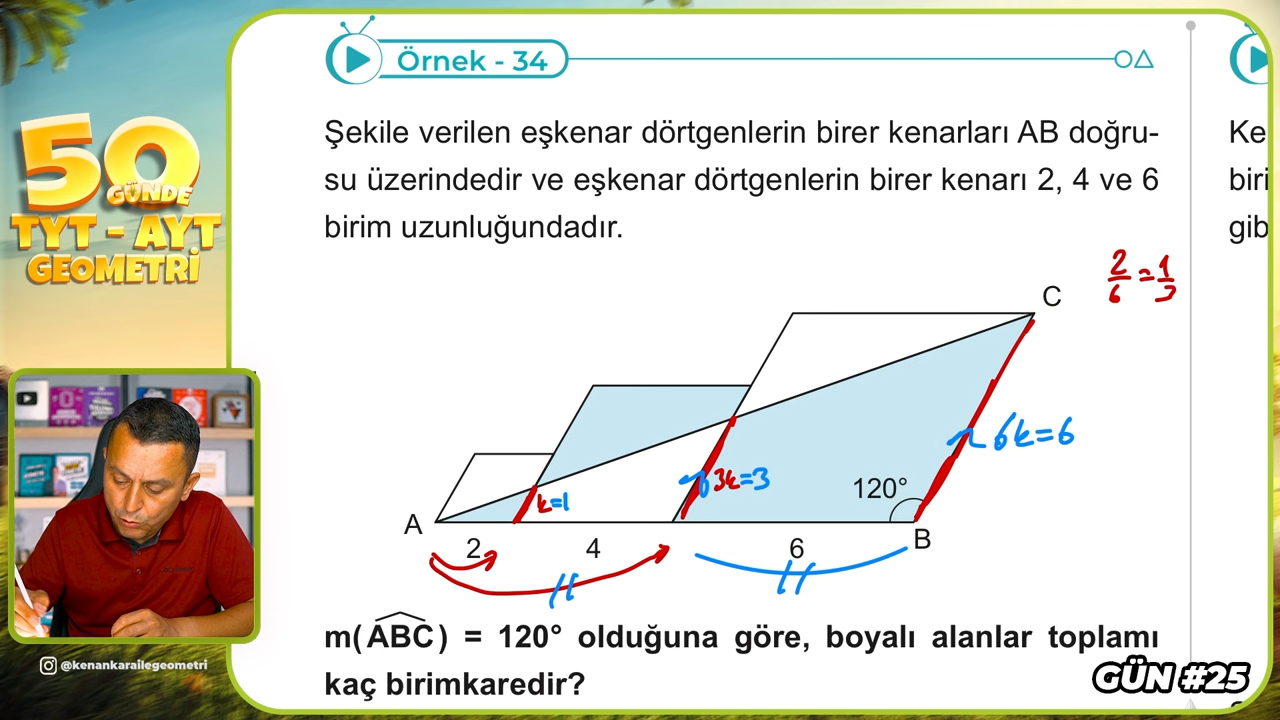 50
GÜNDE
TYT - AYT
GEOMETRİ
@kenankarailegeometri
Örnek - 34
Şekile verilen eşkenar dörtgenlerin birer kenarları AB doğru-
su üzerindedir ve eşkenar dörtgenlerin birer kenarı 2, 4 ve 6
birim uzunluğundadır.
2/6 = 1/3
C
6k=6
3k=3
k=1
120°
A
B
2
4
6
m(ABC) = 120° olduğuna göre, boyalı alanlar toplamı
kaç birimkaredir?
GÜN #25
Ke
biri
gib